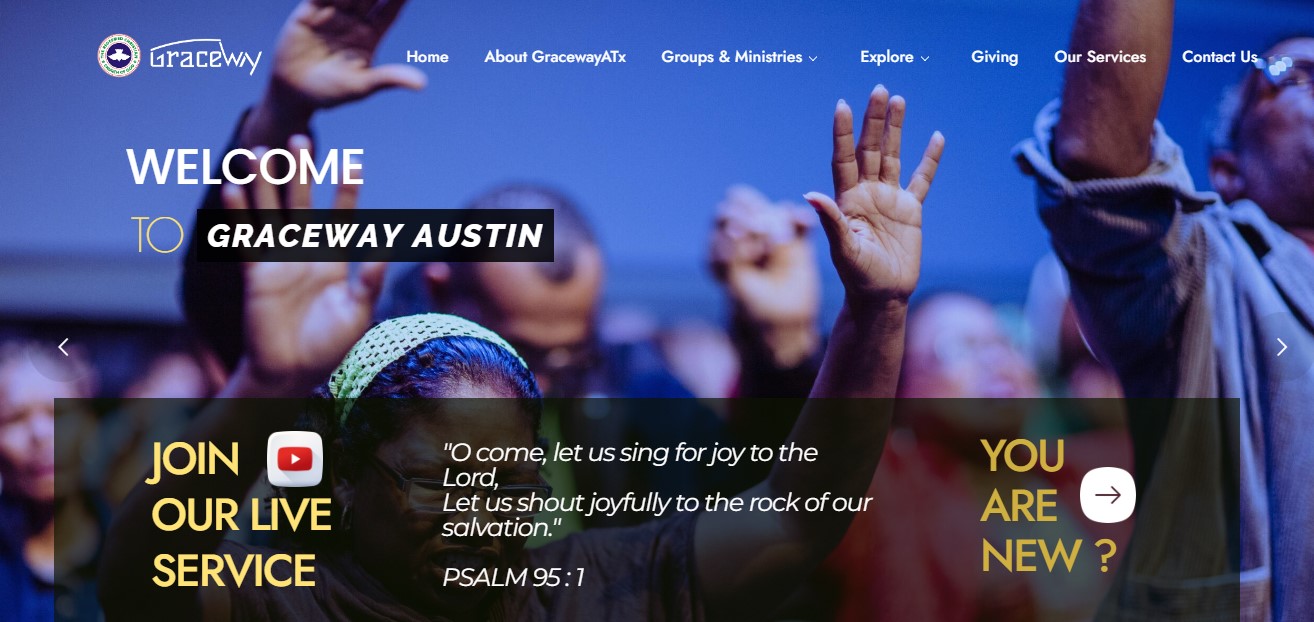 Graceway
Home
About GracewayATx
Groups & Ministries
Explore
Giving
Our Services
Contact Us
WELCOME
TO GRACEWAY AUSTIN
JOIN
OUR LIVE
SERVICE
"O come, let us sing for joy to the
Lord,
Let us shout joyfully to the rock of our
salvation."
PSALM 95 : 1
YOU
ARE
NEW ?